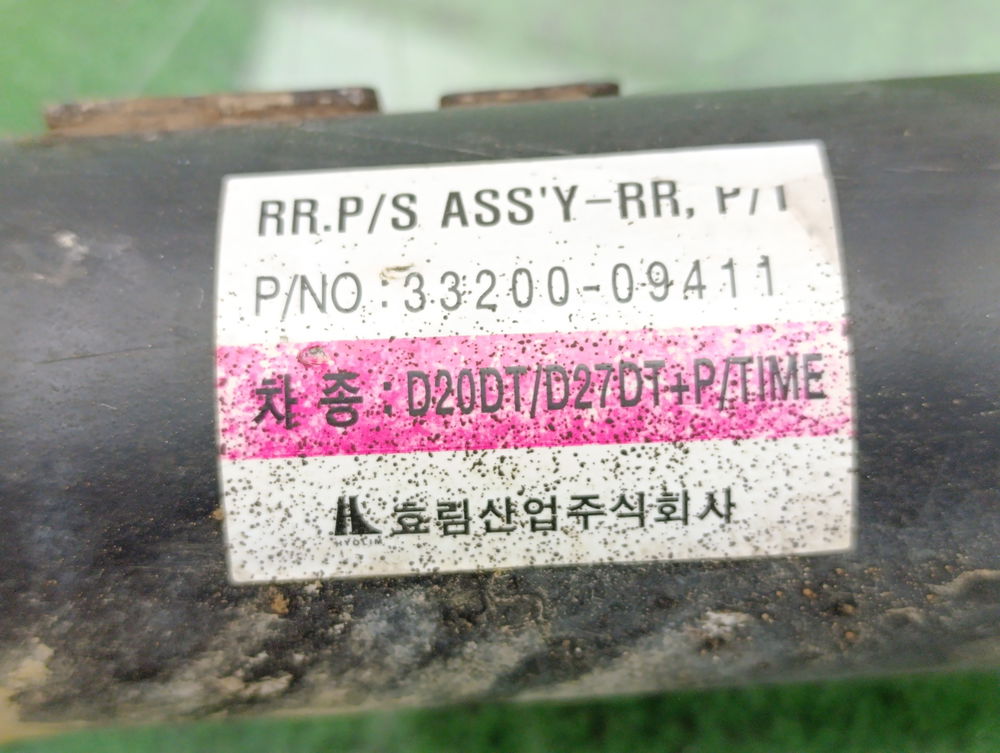 RR.P/S ASS'Y-RR, P/T
P/NO : 33200-09411
차 종 : D20DT/D27DT+P/TIME
효림산업주식회사
HYOLIM